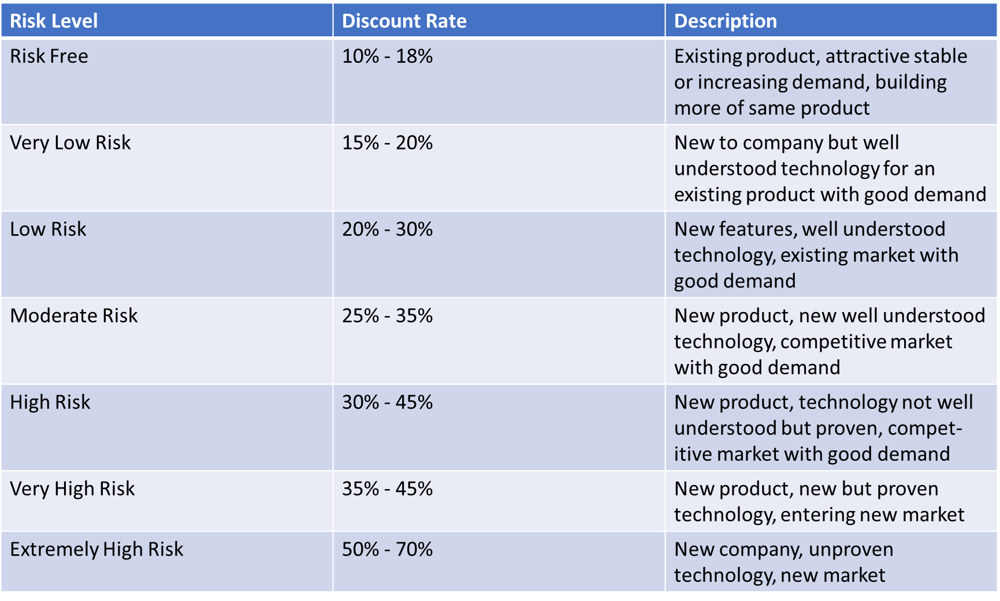 Risk Level Discount Rate Description
Risk Free 10% - 18% Existing product, attractive stable
or increasing demand, building
more of same product
Very Low Risk 15% - 20% New to company but well
understood technology for an
existing product with good demand
Low Risk 20% - 30% New features, well understood
technology, existing market with
good demand
Moderate Risk 25% - 35% New product, new well understood
technology, competitive market
with good demand
High Risk 30% - 45% New product, technology not well
understood but proven, compet-
itive market with good demand
Very High Risk 35% - 45% New product, new but proven
technology, entering new market
Extremely High Risk 50% - 70% New company, unproven
technology, new market